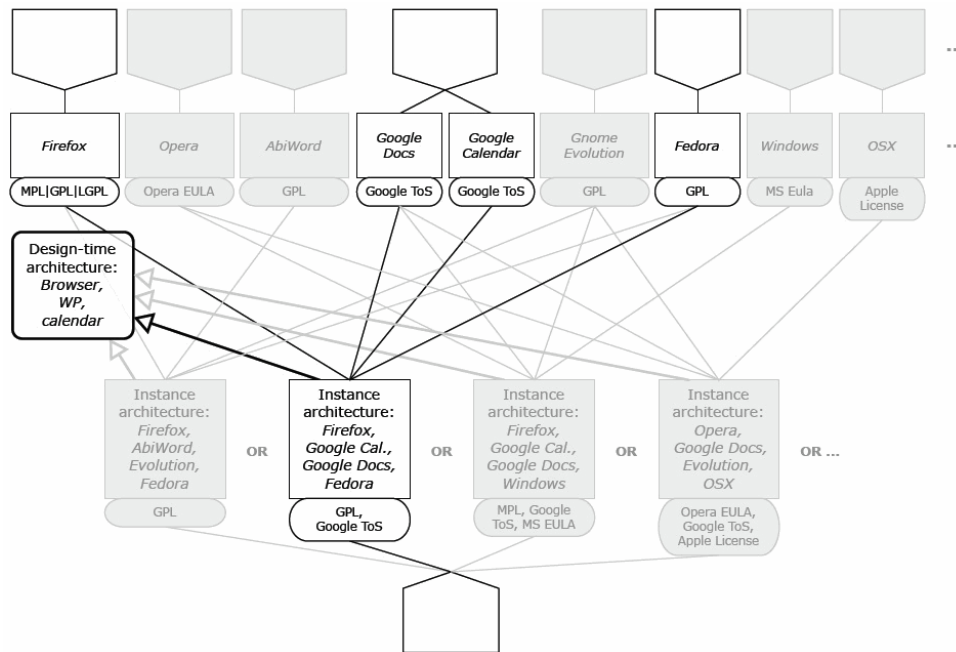 ...
Firefox
Opera
AbiWord
Google
Docs
Google
Calendar
Gnome
Evolution
Fedora
Windows
OSX
...
MPL|GPL|LGPL
Opera EULA
GPL
Google ToS
Google ToS
GPL
GPL
MS Eula
Apple
License
Design-time
architecture:
Browser,
WP,
calendar
Instance
architecture:
Firefox,
AbiWord,
Evolution,
Fedora
GPL
OR
Instance
architecture:
Firefox,
Google Cal.,
Google Docs,
Fedora
GPL,
Google ToS
OR
Instance
architecture:
Firefox,
Google Cal.,
Google Docs,
Windows
MPL, Google
ToS, MS EULA
OR
Instance
architecture:
Opera,
Google Docs,
Evolution,
OSX
Opera EULA,
Google ToS,
Apple License
OR ...